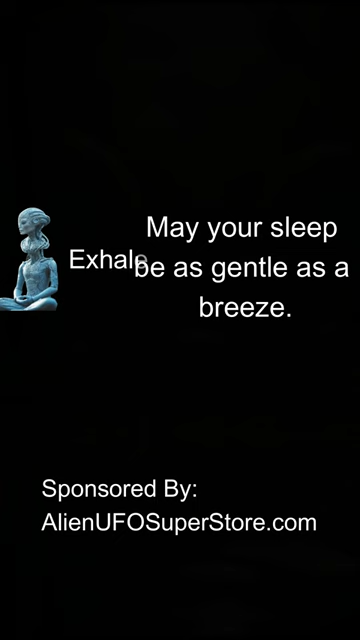 May your sleep
Exhale
be as gentle as a
breeze.
Sponsored By:
AlienUFOSuperStore.com